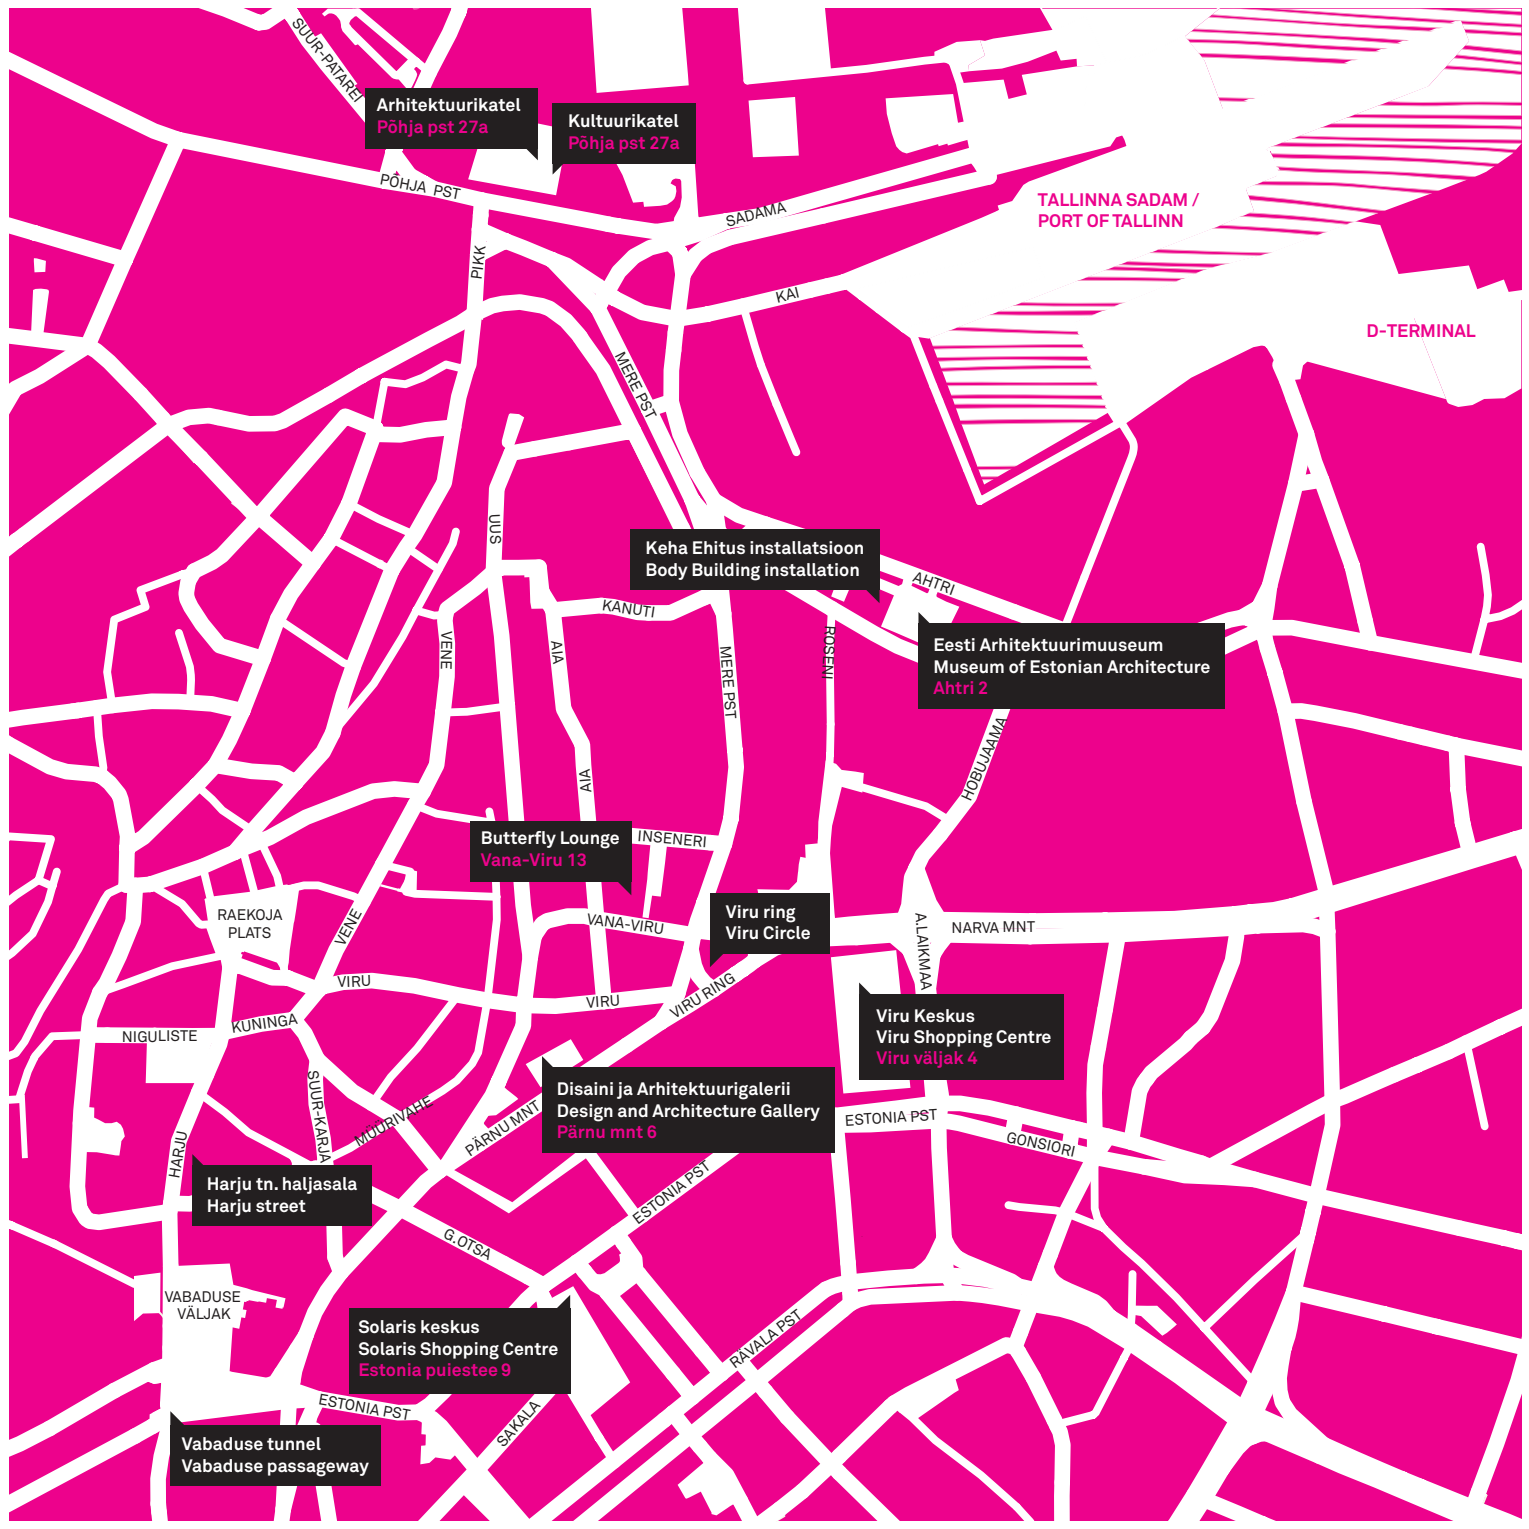 SUUR-PATAREI
Arhitektuurikatel
Põhja pst 27a
Kultuurikatel
Põhja pst 27a
PÕHJA PST
SADAMA
TALLINNA SADAM /
PORT OF TALLINN
PIKK
KAI
D-TERMINAL
MERE PST
UUS
Keha Ehitus installatsioon
Body Building installation
AHTRI
KANUTI
VENE
AIA
ROSENI
Eesti Arhitektuurimuuseum
Museum of Estonian Architecture
Ahtri 2
MERE PST
HOBUJAAMA
AIA
Butterfly Lounge
Vana-Viru 13
INSENERI
RAEKOJA
PLATS
VENE
VANA-VIRU
Viru ring
Viru Circle
A.LAIKMAA
NARVA MNT
VIRU
VIRU
VIRU RING
Viru Keskus
Viru Shopping Centre
Viru väljak 4
NIGULISTE
KUNINGA
SUUR-KARJA
MÜÜRIVAHE
PÄRNU MNT
Disaini ja Arhitektuurigalerii
Design and Architecture Gallery
Pärnu mnt 6
ESTONIA PST
GONSIORI
HARJU
Harju tn. haljasala
Harju street
ESTONIA PST
G.OTSA
VABADUSE
VÄLJAK
Solaris keskus
Solaris Shopping Centre
Estonia puiestee 9
RÄVALA PST
ESTONIA PST
SAKALA
Vabaduse tunnel
Vabaduse passageway